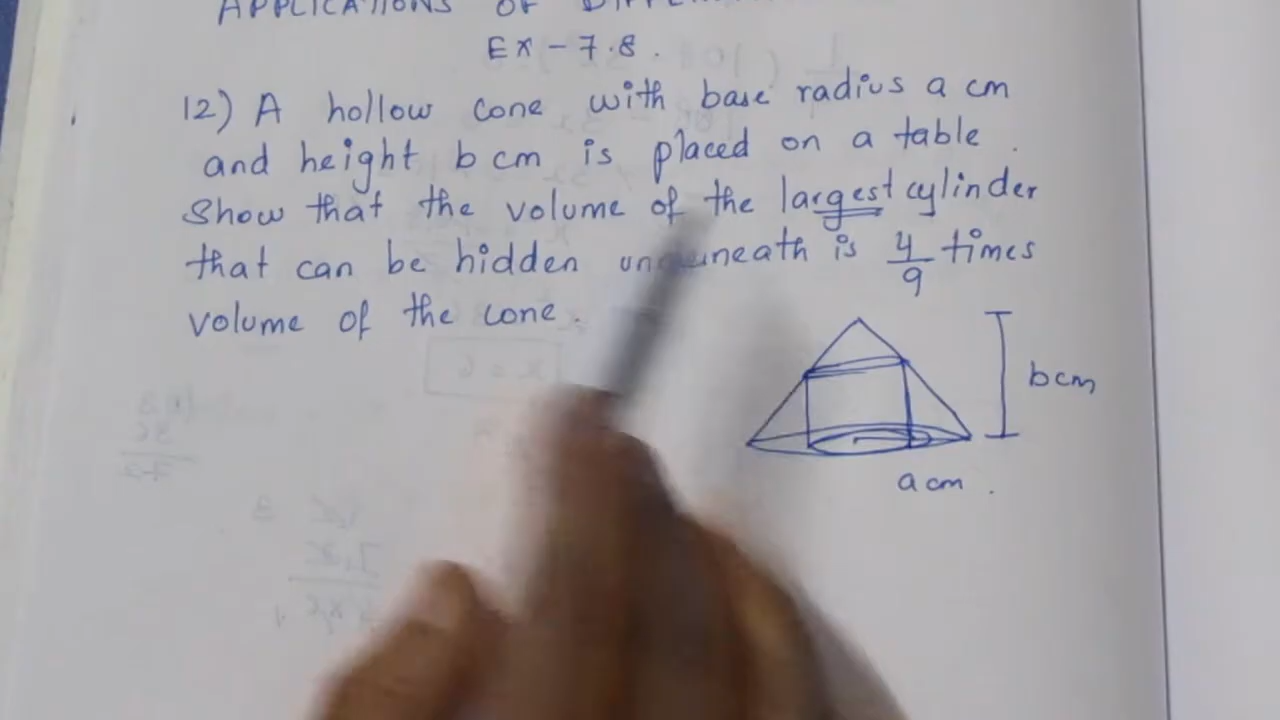 APPLICATIONS OF
Ex - 7.8.
12) A hollow cone with base radius a cm
and height b cm is placed on a table.
Show that the volume of the largest cylinder
that can be hidden underneath is 4/9 times
volume of the cone.
b cm
a cm.